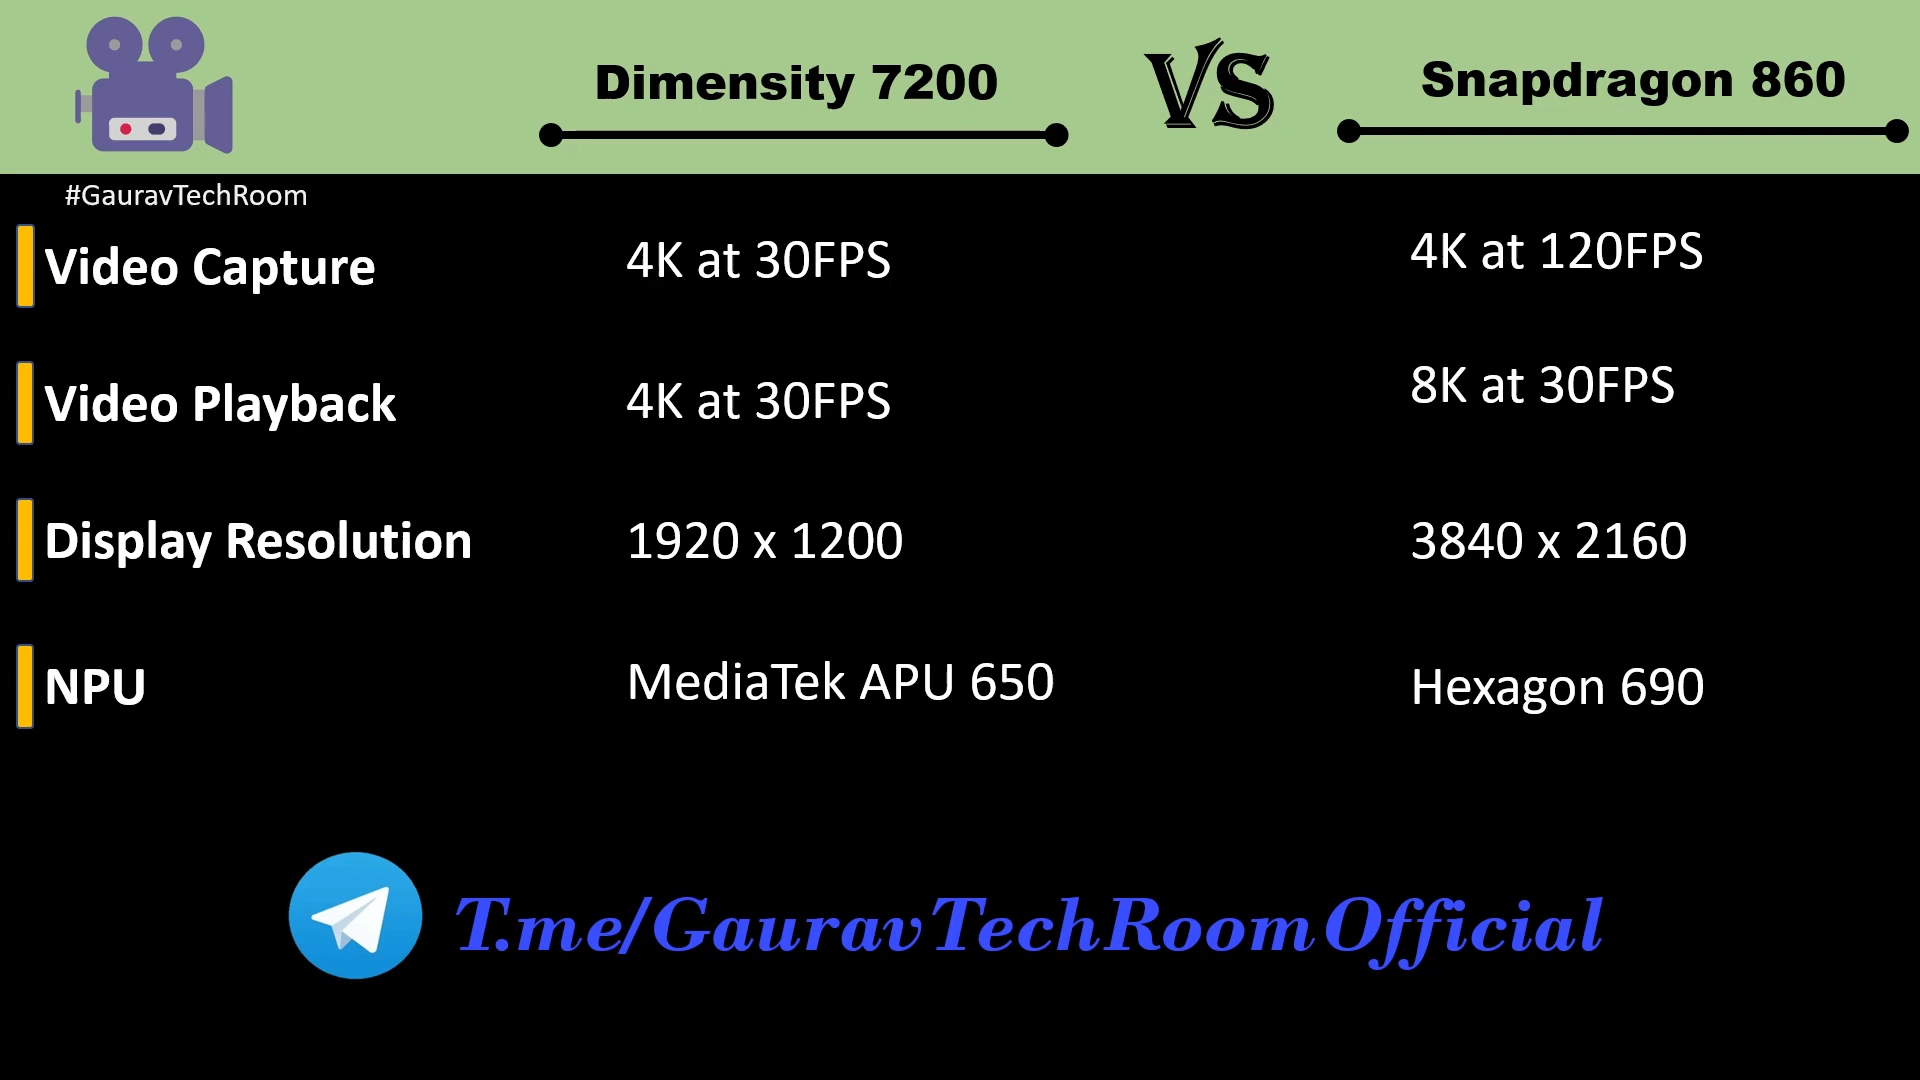 Dimensity 7200 VS Snapdragon 860
#GauravTechRoom
Video Capture 4K at 30FPS 4K at 120FPS
Video Playback 4K at 30FPS 8K at 30FPS
Display Resolution 1920 x 1200 3840 x 2160
NPU MediaTek APU 650 Hexagon 690
T.me/GauravTechRoomOfficial